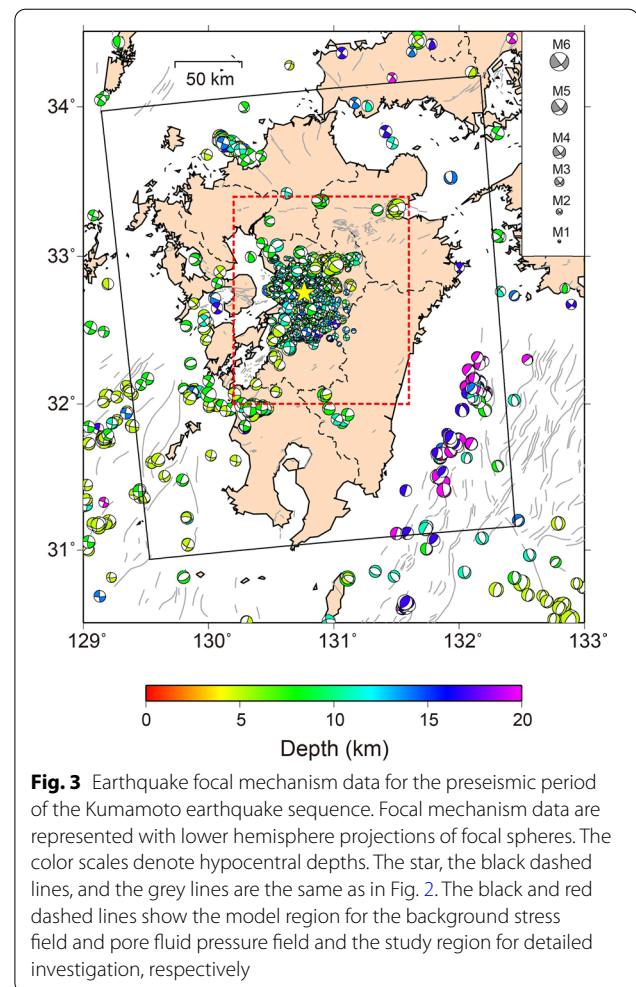 50 km
M6
M5
M4
M3
M2
M1
34°
33°
32°
31°
129° 130° 131° 132° 133°
0 5 10 15 20
Depth (km)
Fig. 3 Earthquake focal mechanism data for the preseismic period
of the Kumamoto earthquake sequence. Focal mechanism data are
represented with lower hemisphere projections of focal spheres. The
color scales denote hypocentral depths. The star, the black dashed
lines, and the grey lines are the same as in Fig. 2. The black and red
dashed lines show the model region for the background stress
field and pore fluid pressure field and the study region for detailed
investigation, respectively